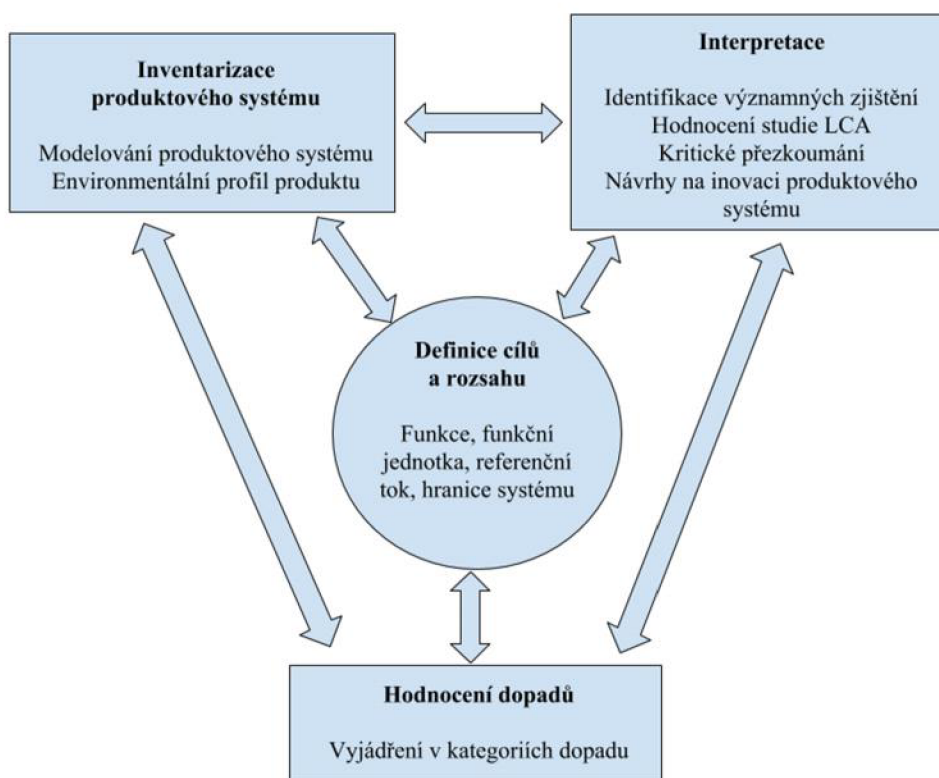 Inventarizace
produktového systému
Modelování produktového systému
Environmentální profil produktu
Interpretace
Identifikace významných zjištění
Hodnocení studie LCA
Kritické přezkoumání
Návrhy na inovaci produktového
systému
Definice cílů
a rozsahu
Funkce, funkční
jednotka, referenční
tok, hranice systému
Hodnocení dopadů
Vyjádření v kategoriích dopadu